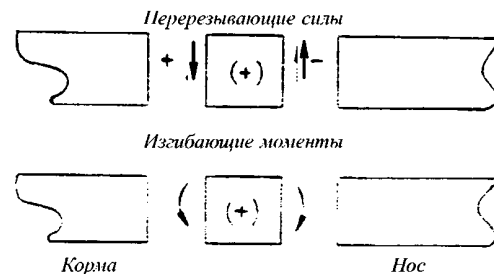 Перерезывающие силы
+ (+) −
Изгибающие моменты
(+)
Корма Нос